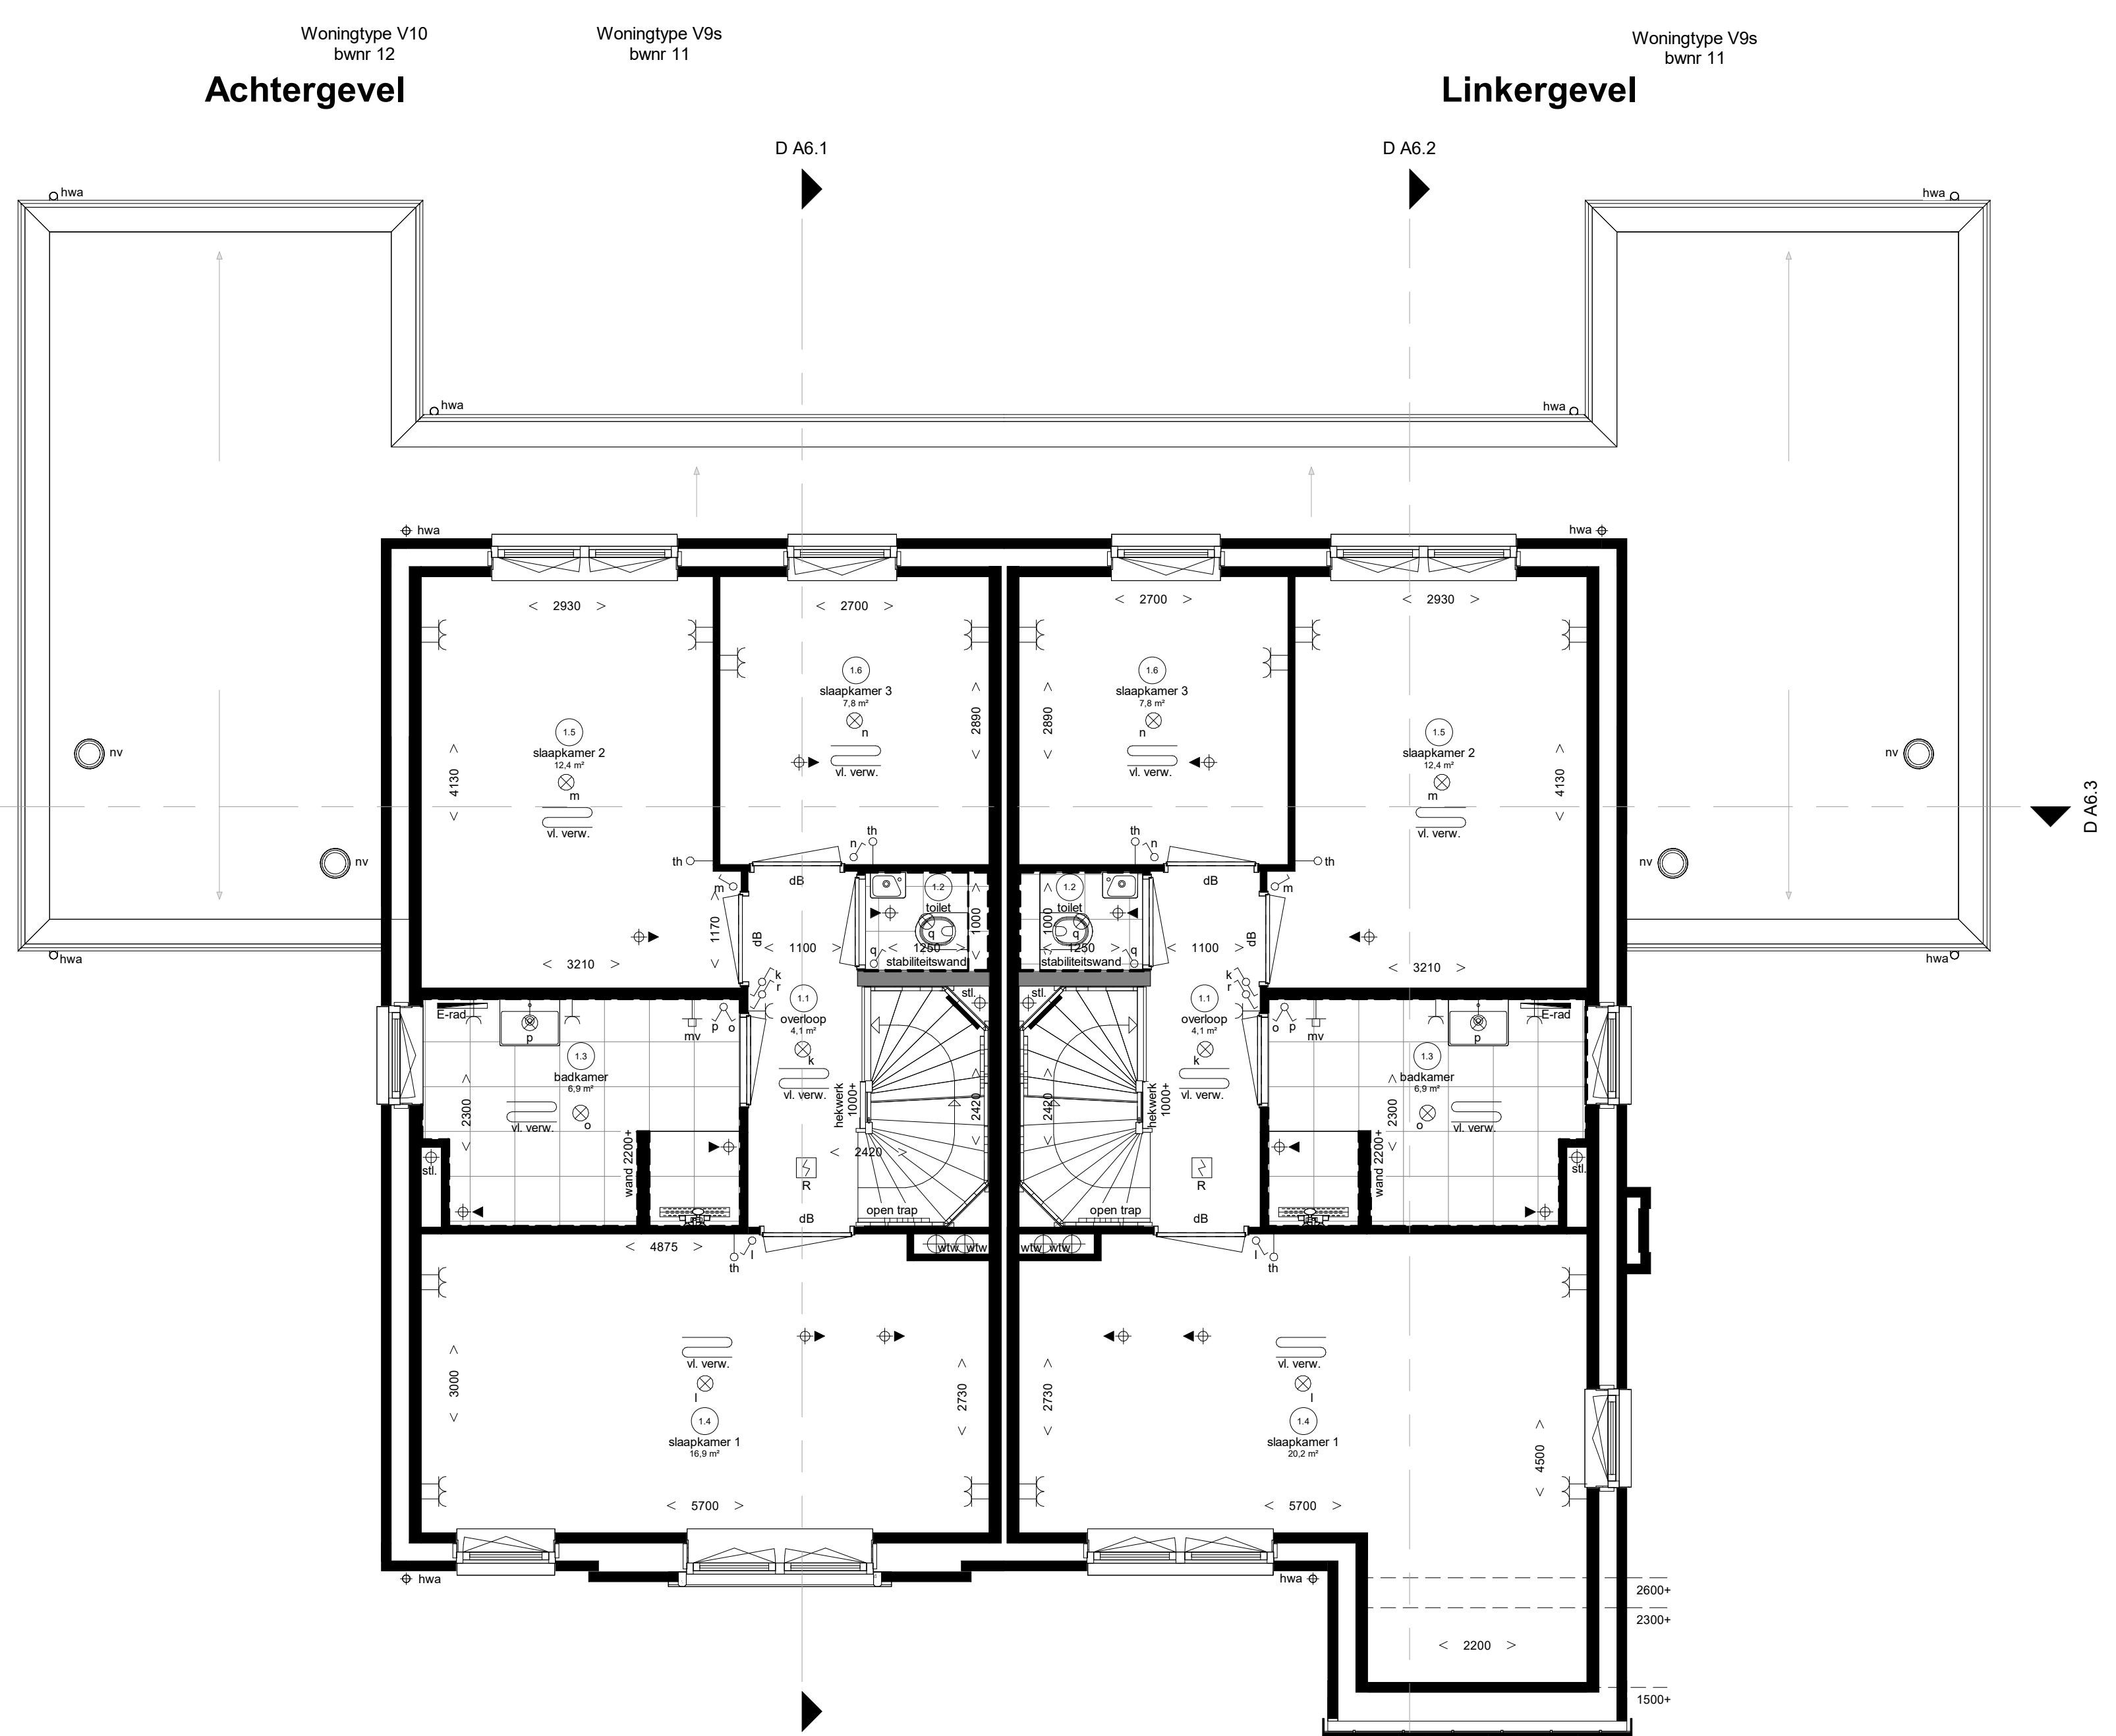 Woningtype V10
bwnr 12
Woningtype V9s
bwnr 11
Woningtype V9s
bwnr 11
Achtergevel
Linkergevel
D A6.1
D A6.2
hwa
hwa
hwa
hwa
hwa
hwa
2930
2700
2700
2930
1.6
slaapkamer 3
7,8 m²
n
vl. verw.
2890
1.6
slaapkamer 3
7,8 m²
n
vl. verw.
2890
1.5
slaapkamer 2
12,4 m²
m
vl. verw.
4130
1.5
slaapkamer 2
12,4 m²
m
vl. verw.
4130
nv
nv
nv
nv
D A6.3
th
n
th
n
th
m
th
m
dB
dB
1.2
toilet
q
1000
1250
q
stabiliteitswand
1.2
toilet
q
1000
1250
q
stabiliteitswand
1170
dB
1100
1100
dB
3210
3210
hwa
hwa
k
r
k
r
stl.
stl.
1.1
overloop
4,1 m²
k
vl. verw.
1.1
overloop
4,1 m²
k
vl. verw.
E-rad
p
mv
p
o
1.3
badkamer
6,9 m²
o
vl. verw.
2300
wand 2200+
stl.
o
p
mv
p
E-rad
1.3
badkamer
6,9 m²
o
vl. verw.
2300
wand 2200+
stl.
hekwerk
1000+
2420
2420
2420
hekwerk
1000+
R
R
open trap
open trap
dB
dB
4875
th
l
wtw
wtw
wtw
wtw
l
th
vl. verw.
l
1.4
slaapkamer 1
16,9 m²
3000
2730
5700
vl. verw.
l
1.4
slaapkamer 1
20,2 m²
2730
4500
5700
hwa
hwa
2600+
2300+
2200
1500+